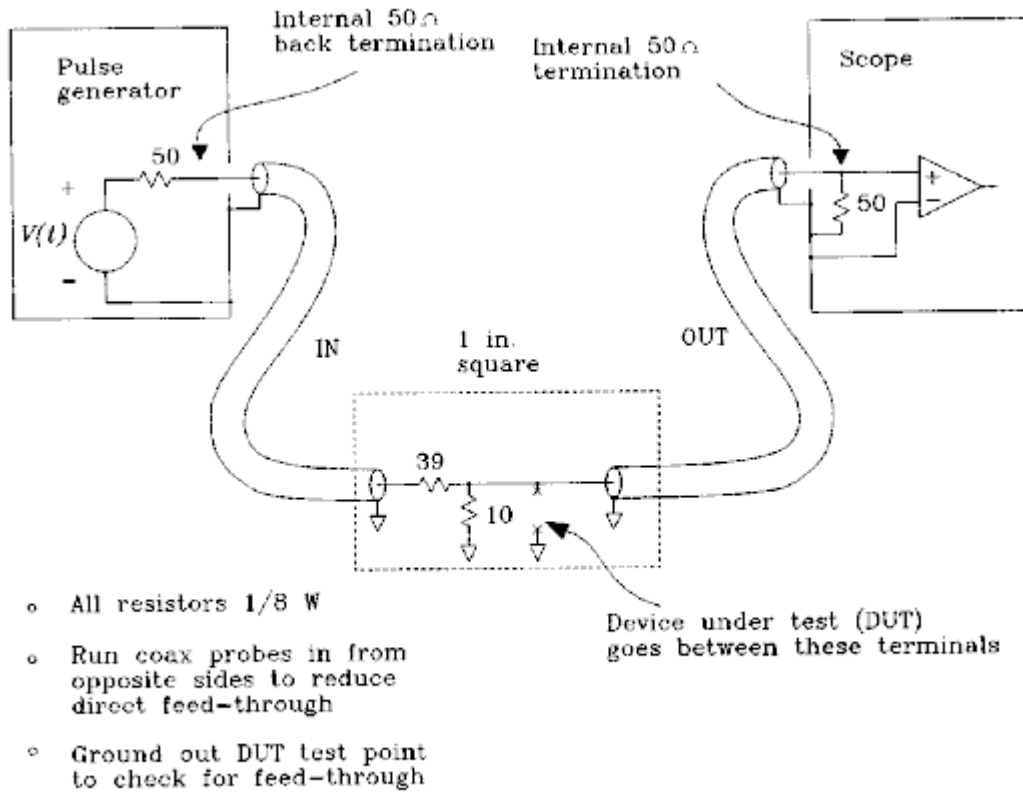 Internal 50Ω
back termination
Internal 50Ω
termination
Pulse
generator
Scope
50
+
V(t)
-
+
-
50
IN
1 in.
square
OUT
39
10
Device under test (DUT)
goes between these terminals
o All resistors 1/8 W
o Run coax probes in from
opposite sides to reduce
direct feed-through
o Ground out DUT test point
to check for feed-through